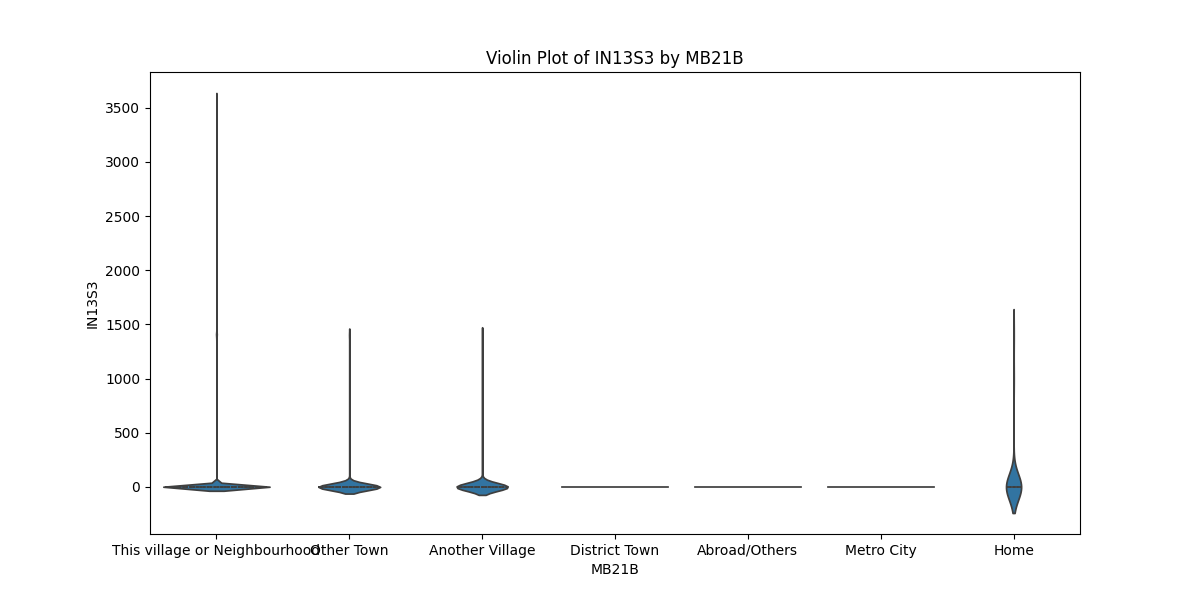 Violin Plot of IN13S3 by MB21B
IN13S3
3500
3000
2500
2000
1500
1000
500
0
This village or Neighbourhood Other Town Another Village District Town Abroad/Others Metro City Home
MB21B